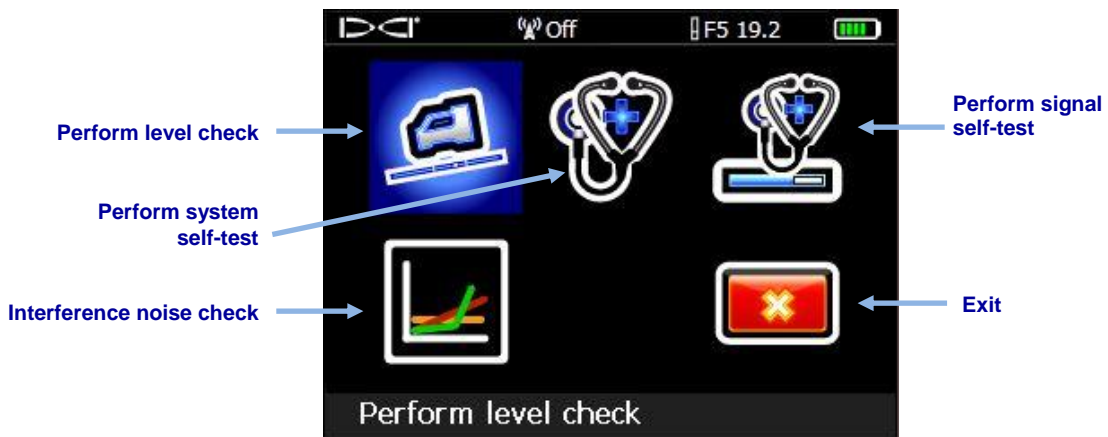 DCI
Off
F5 19.2
Perform level check
Perform signal
self-test
Perform system
self-test
Interference noise check
Exit
Perform level check